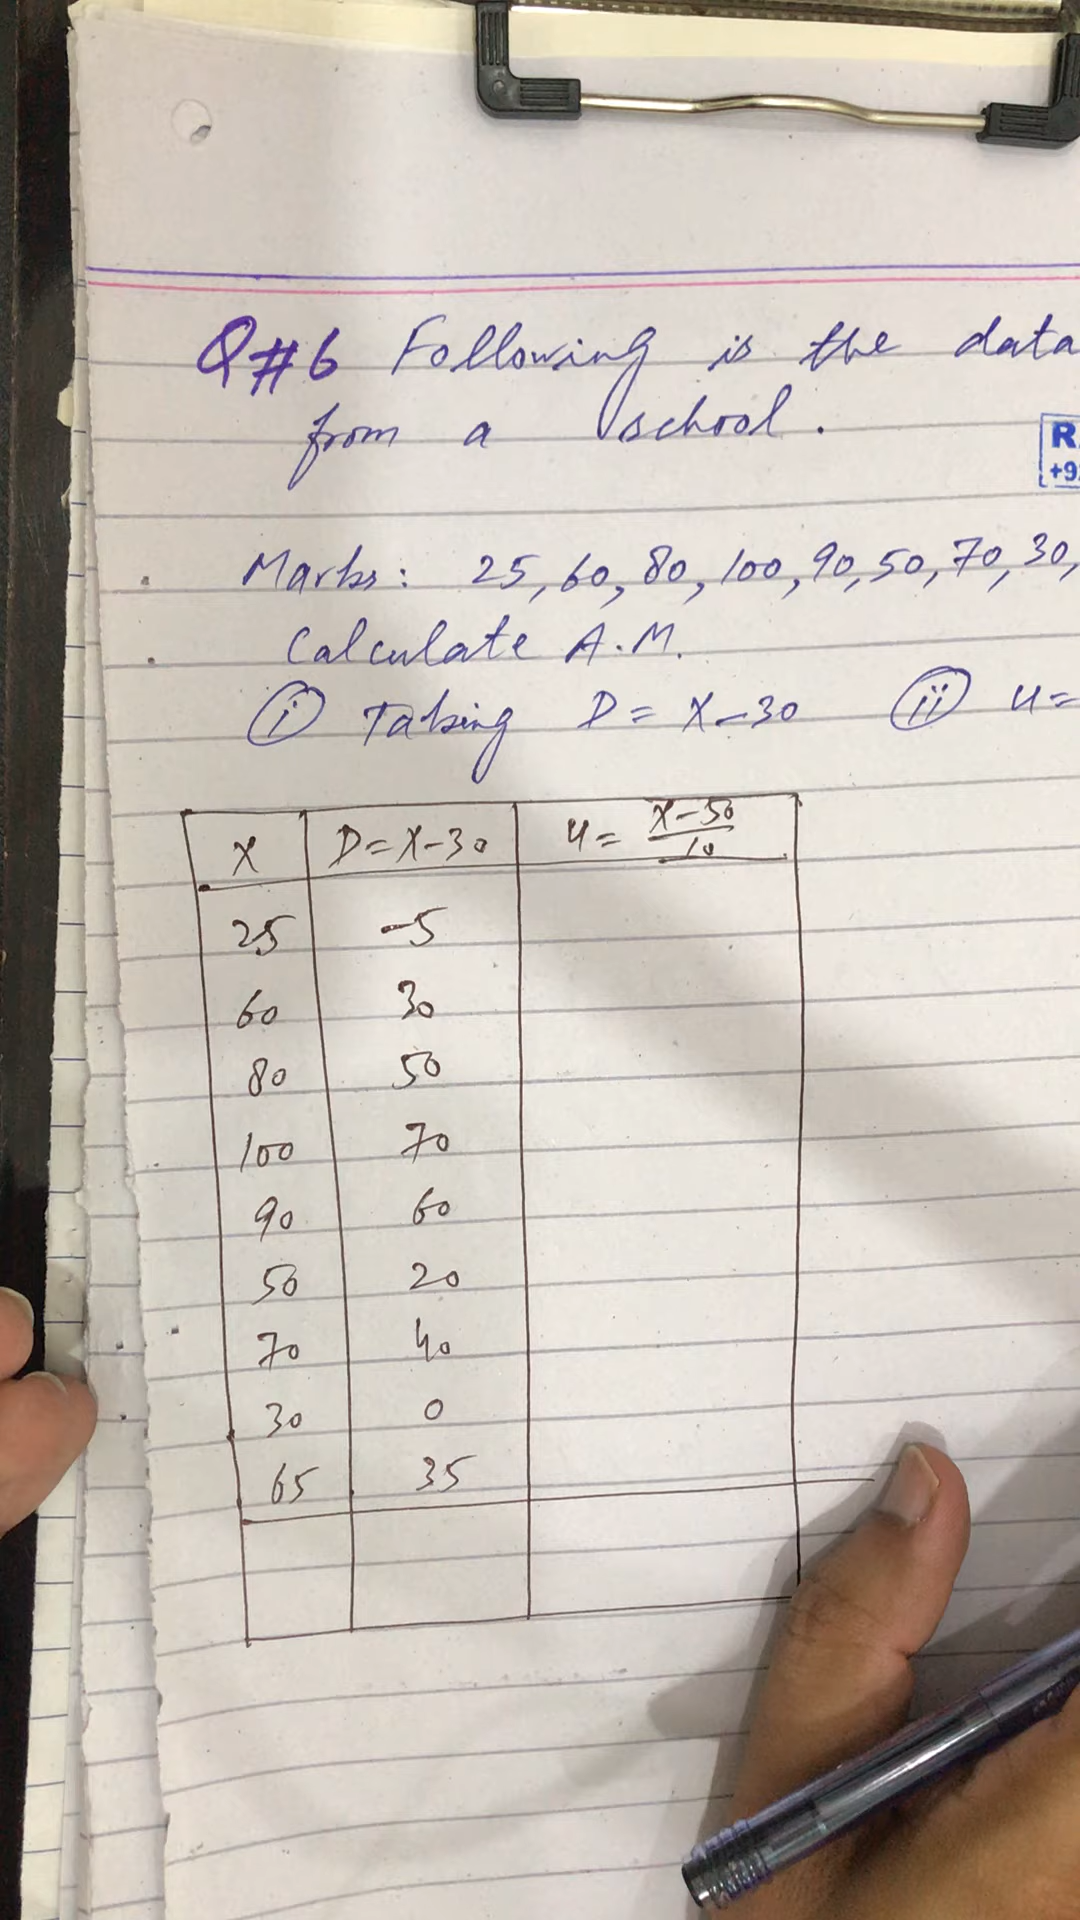 Q#6 Following is the data
from a school.
R
+92
Marks: 25, 60, 80, 100, 90, 50, 70, 30,
Calculate A.M.
(i) Taking D = X-30 (ii) u=
X D=X-30 u= X-50/10
25 -5
60 30
80 50
100 70
90 60
50 20
70 40
30 0
65 35